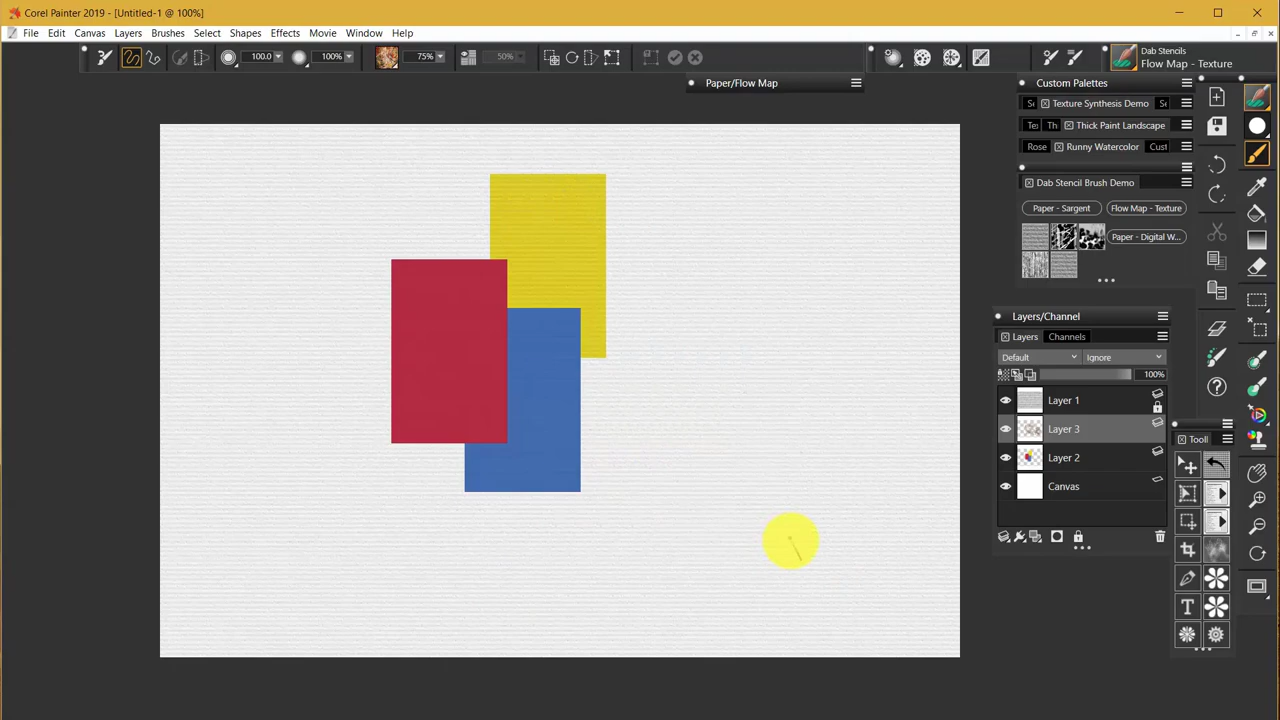 Corel Painter 2019 - [Untitled-1 @ 100%]
File Edit Canvas Layers Brushes Select Shapes Effects Movie Window Help
100.0 100% 75% 50%
Dab Stencils
Flow Map - Texture
Paper/Flow Map
Custom Palettes
Texture Synthesis Demo
Te Th Thick Paint Landscape
Rose Runny Watercolor Cust
Dab Stencil Brush Demo
Paper - Sargent Flow Map - Texture
Paper - Digital W...
Layers/Channel
Layers Channels
Default Ignore
100%
Layer 1
Layer 3
Layer 2
Canvas
Tooll
T